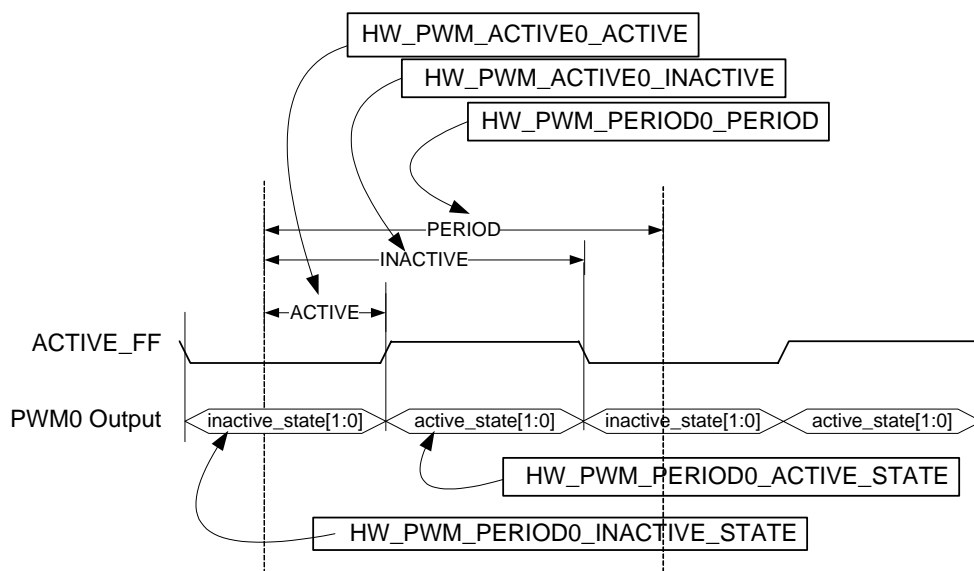 HW_PWM_ACTIVE0_ACTIVE
HW_PWM_ACTIVE0_INACTIVE
HW_PWM_PERIOD0_PERIOD
PERIOD
INACTIVE
ACTIVE
ACTIVE_FF
PWM0 Output
inactive_state[1:0]
active_state[1:0]
inactive_state[1:0]
active_state[1:0]
HW_PWM_PERIOD0_ACTIVE_STATE
HW_PWM_PERIOD0_INACTIVE_STATE